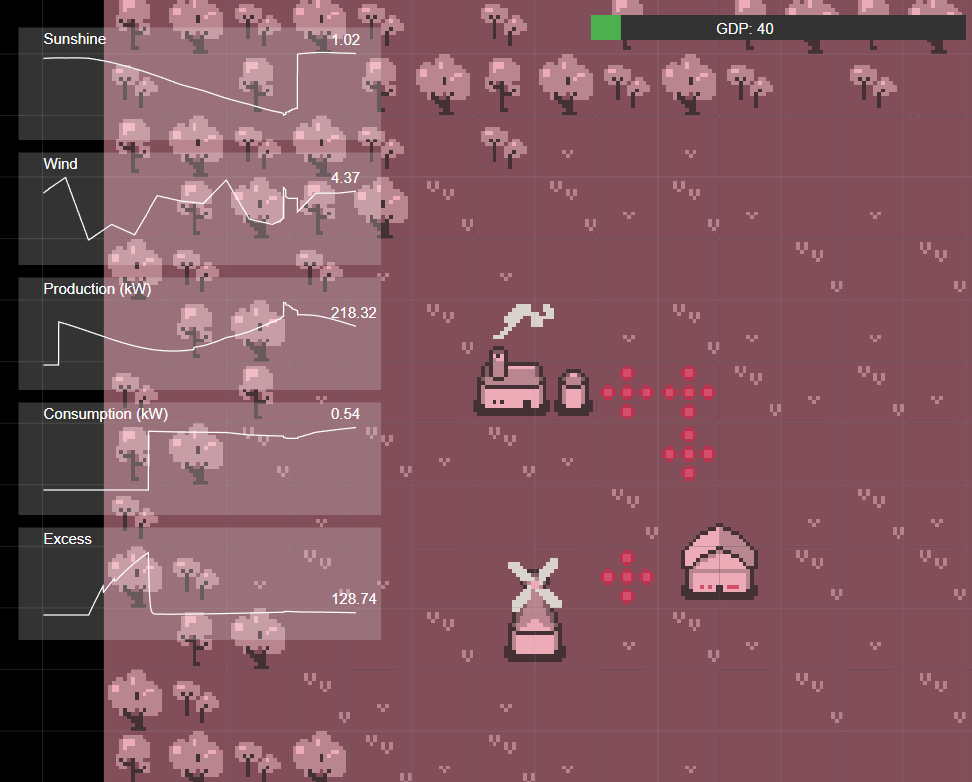 GDP: 40
Sunshine
1.02
Wind
4.37
Production (kW)
218.32
Consumption (kW)
0.54
Excess
128.74